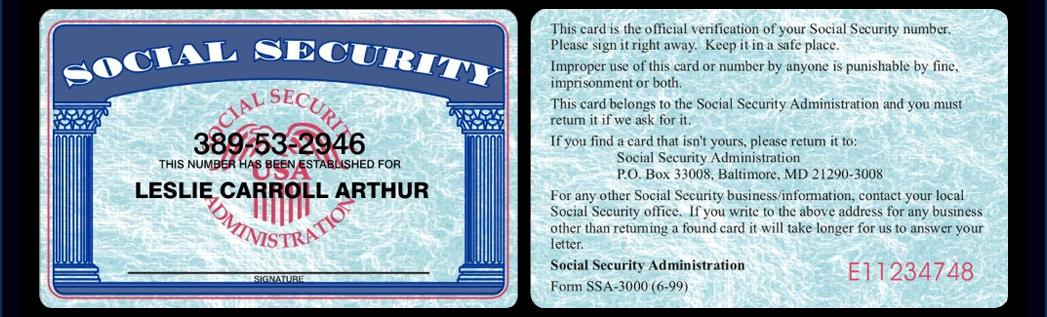 SOCIAL SECURITY
SOCIAL SECURITY
389-53-2946
THIS NUMBER HAS BEEN ESTABLISHED FOR
USA
LESLIE CARROLL ARTHUR
ADMINISTRATION
SIGNATURE
This card is the official verification of your Social Security number.
Please sign it right away. Keep it in a safe place.
Improper use of this card or number by anyone is punishable by fine,
imprisonment or both.
This card belongs to the Social Security Administration and you must
return it if we ask for it.
If you find a card that isn't yours, please return it to:
Social Security Administration
P.O. Box 33008, Baltimore, MD 21290-3008
For any other Social Security business/information, contact your local
Social Security office. If you write to the above address for any business
other than returning a found card it will take longer for us to answer your
letter.
Social Security Administration
Form SSA-3000 (6-99)
E11234748